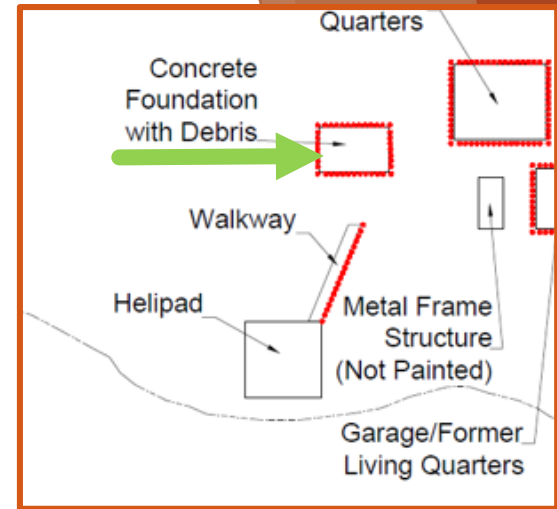 Quarters
Concrete
Foundation
with Debris
Walkway
Helipad
Metal Frame
Structure
(Not Painted)
Garage/Former
Living Quarters